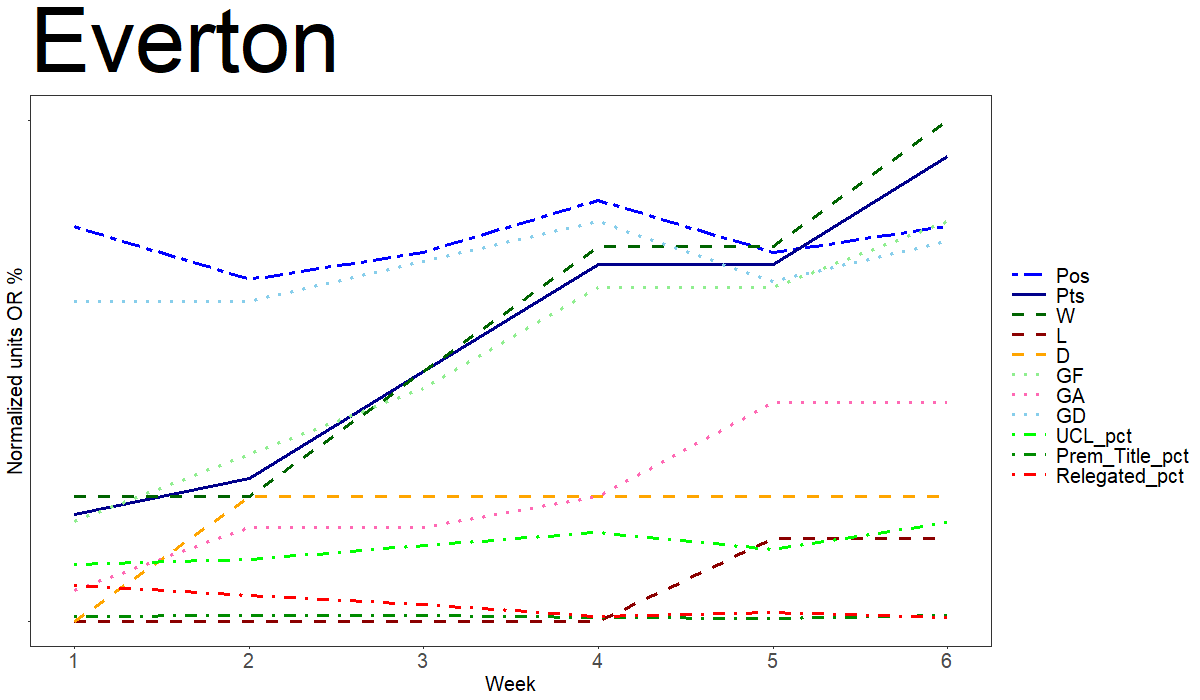 Everton
Normalized units OR %
Pos
Pts
W
L
D
GF
GA
GD
UCL_pct
Prem_Title_pct
Relegated_pct
1 2 3 4 5 6
Week